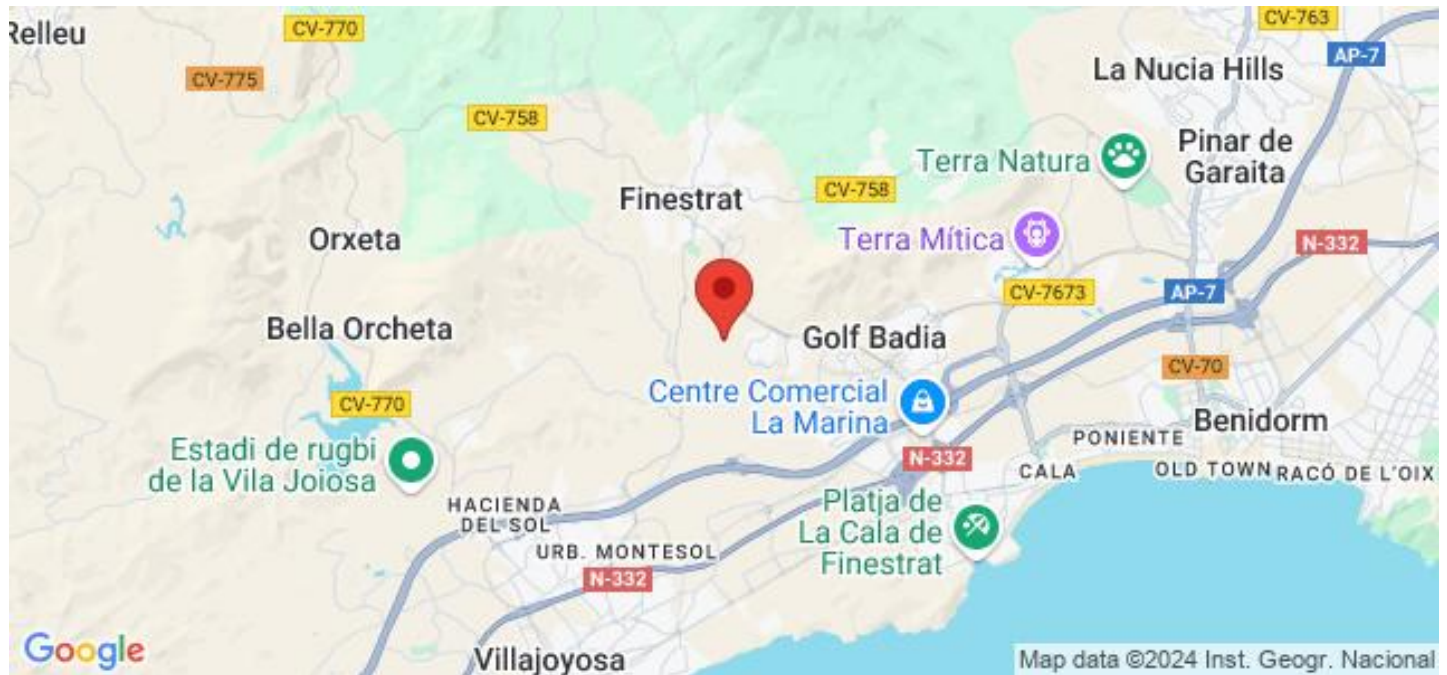 Relleu
CV-770
CV-763
AP-7
La Nucia Hills
CV-775
CV-758
Pinar de
Garaita
Terra Natura
Finestrat
CV-758
Orxeta
Terra Mítica
N-332
CV-7673
AP-7
Bella Orcheta
Golf Badia
CV-70
Centre Comercial
La Marina
CV-770
Benidorm
PONIENTE
Estadi de rugbi
de la Vila Joiosa
N-332
CALA
OLD TOWN
RACÓ DE L'OIX
HACIENDA
DEL SOL
Platja de
La Cala de
Finestrat
URB. MONTESOL
N-332
Google
Villajoyosa
Map data ©2024 Inst. Geogr. Nacional